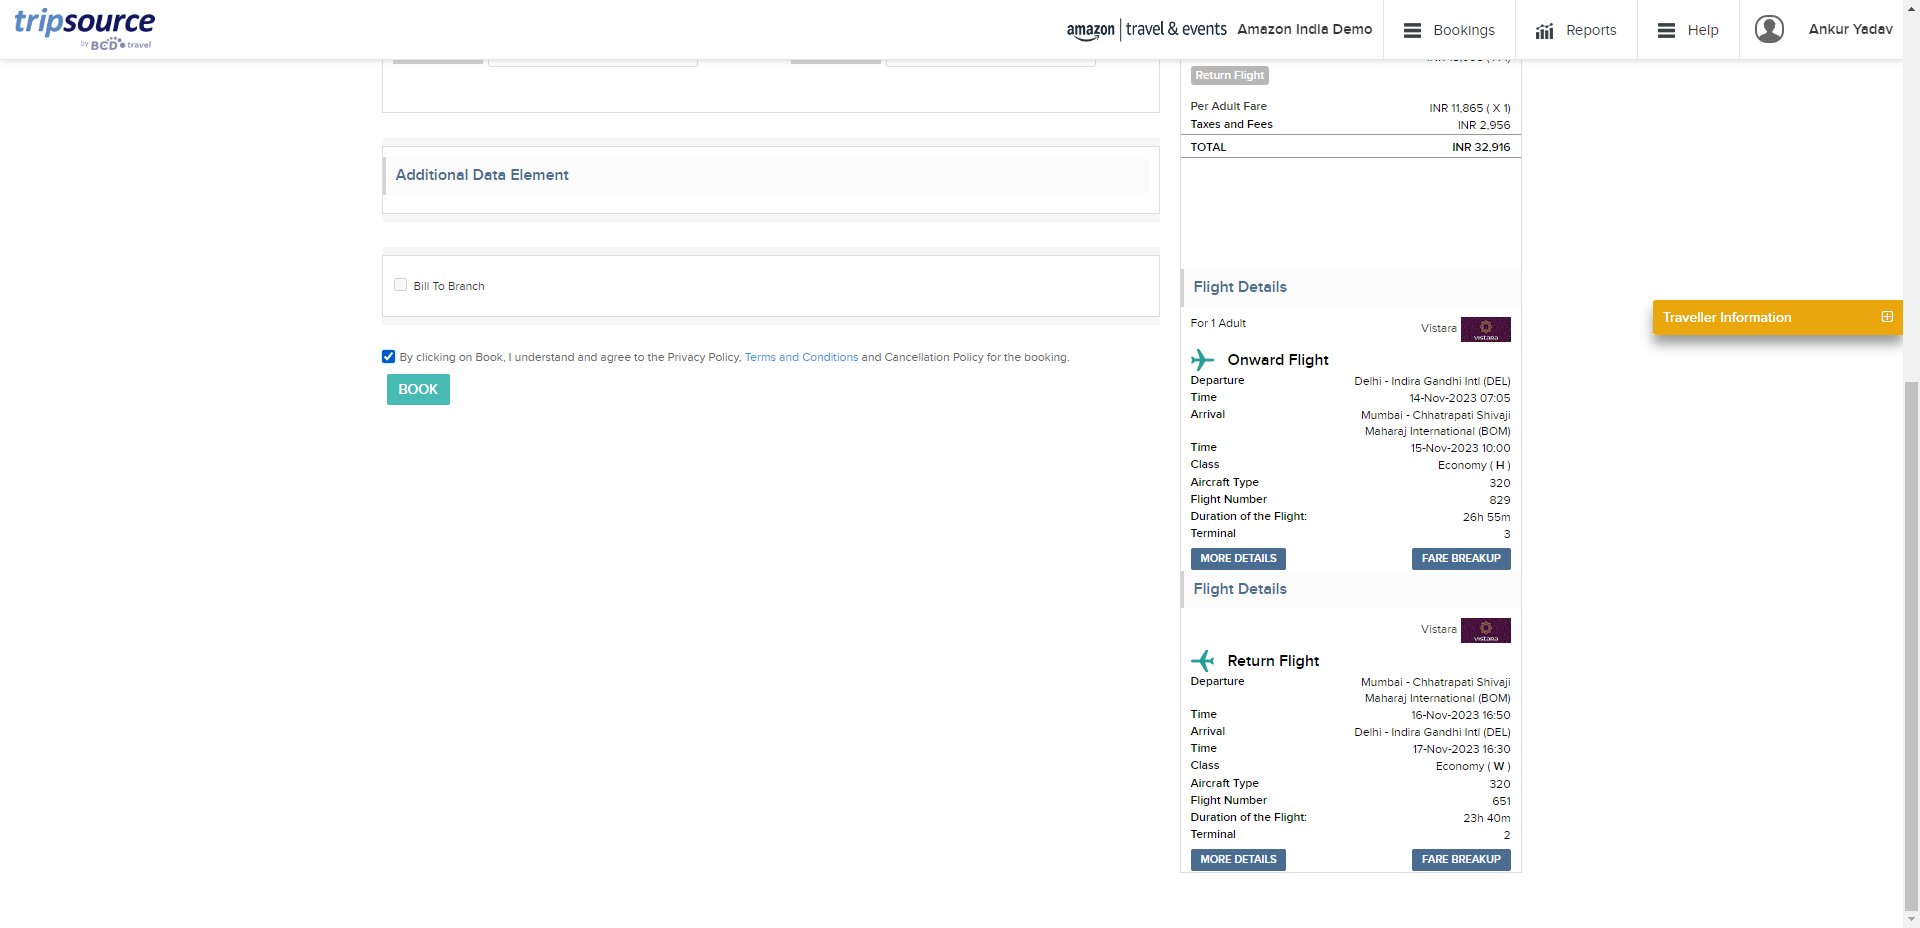 tripsource
by BCD travel
amazon travel & events Amazon India Demo
Bookings
Reports
Help
Ankur Yadav
Return Flight
Per Adult Fare INR 11,865 ( X 1)
Taxes and Fees INR 2,956
TOTAL INR 32,916
Additional Data Element
Bill To Branch
By clicking on Book, I understand and agree to the Privacy Policy, Terms and Conditions and Cancellation Policy for the booking.
BOOK
Flight Details
For 1 Adult Vistara
Onward Flight
Departure Delhi - Indira Gandhi Intl (DEL)
Time 14-Nov-2023 07:05
Arrival Mumbai - Chhatrapati Shivaji
Maharaj International (BOM)
Time 15-Nov-2023 10:00
Class Economy ( H )
Aircraft Type 320
Flight Number 829
Duration of the Flight: 26h 55m
Terminal 3
MORE DETAILS FARE BREAKUP
Flight Details
Vistara
Return Flight
Departure Mumbai - Chhatrapati Shivaji
Maharaj International (BOM)
Time 16-Nov-2023 16:50
Arrival Delhi - Indira Gandhi Intl (DEL)
Time 17-Nov-2023 16:30
Class Economy ( W )
Aircraft Type 320
Flight Number 651
Duration of the Flight: 23h 40m
Terminal 2
MORE DETAILS FARE BREAKUP
Traveller Information